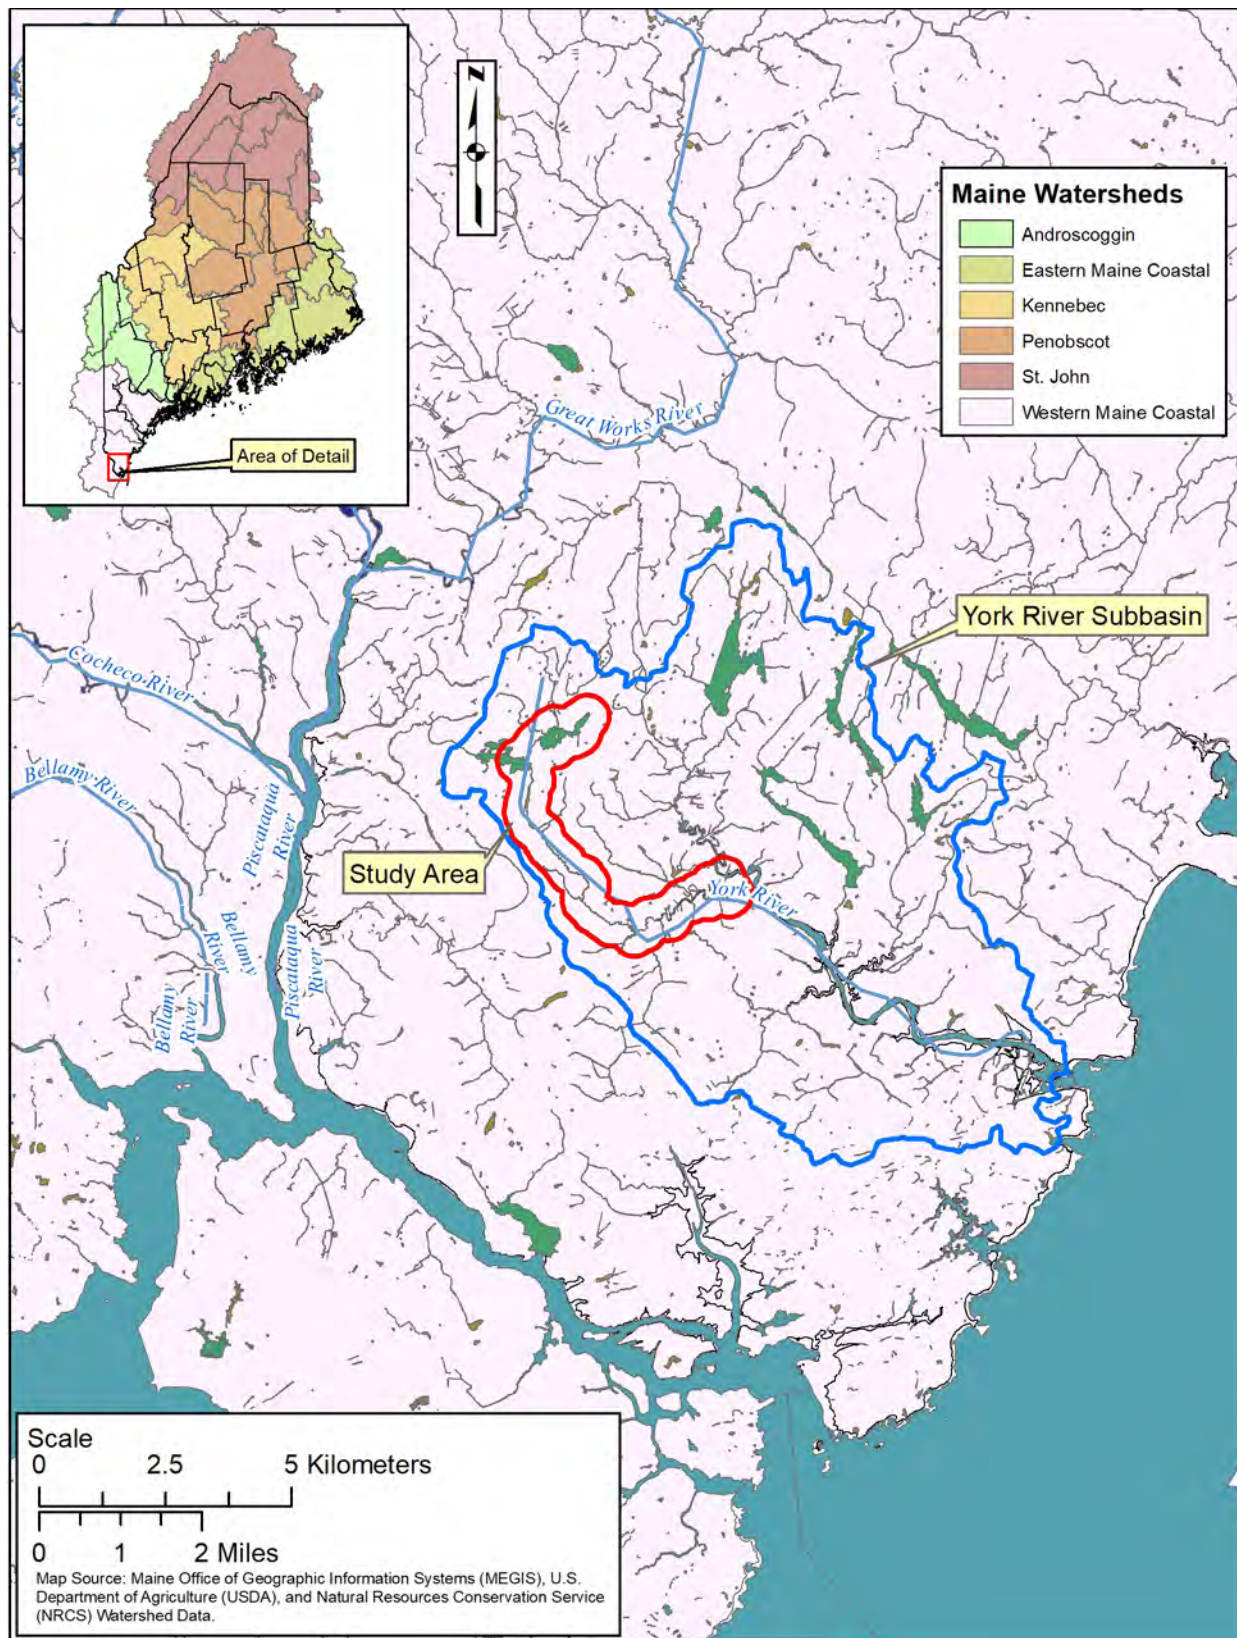 Area of Detail
N
Maine Watersheds
Androscoggin
Eastern Maine Coastal
Kennebec
Penobscot
St. John
Western Maine Coastal
Great Works River
York River Subbasin
Cocheco River
Bellamy River
Piscataqua
River
Study Area
York River
Bellamy
River
Piscataqua
River
Bellamy
River
Scale
0 2.5 5 Kilometers
0 1 2 Miles
Map Source: Maine Office of Geographic Information Systems (MEGIS), U.S.
Department of Agriculture (USDA), and Natural Resources Conservation Service
(NRCS) Watershed Data.